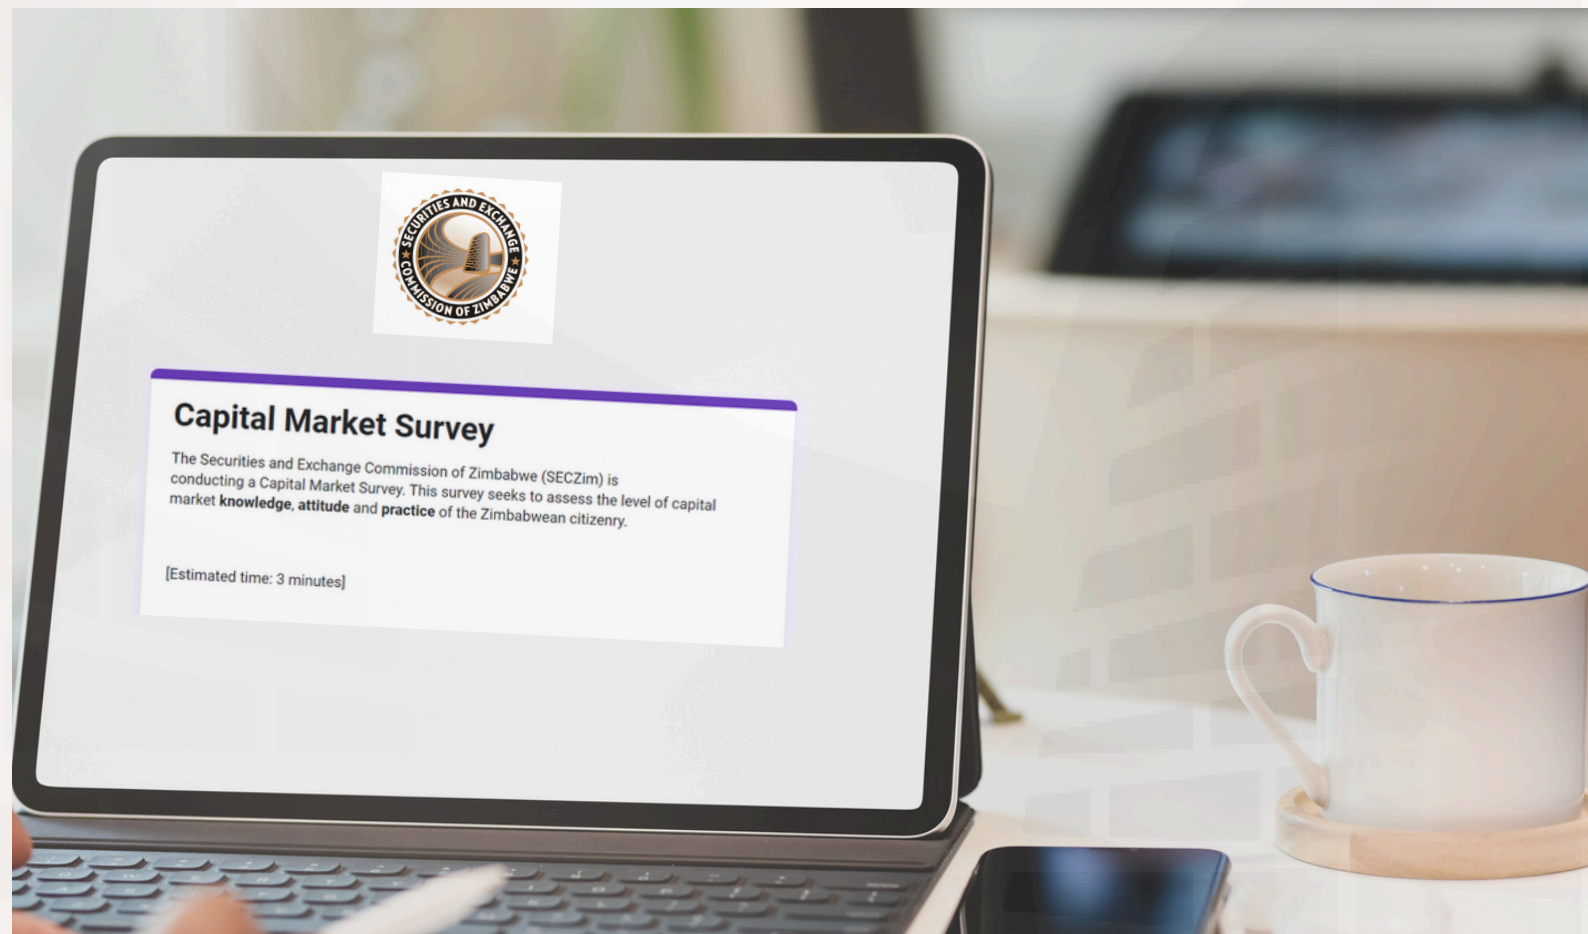 SECURITIES AND EXCHANGE
COMMISSION OF ZIMBABWE
Capital Market Survey
The Securities and Exchange Commission of Zimbabwe (SECZim) is
conducting a Capital Market Survey. This survey seeks to assess the level of capital
market knowledge, attitude and practice of the Zimbabwean citizenry.
[Estimated time: 3 minutes]